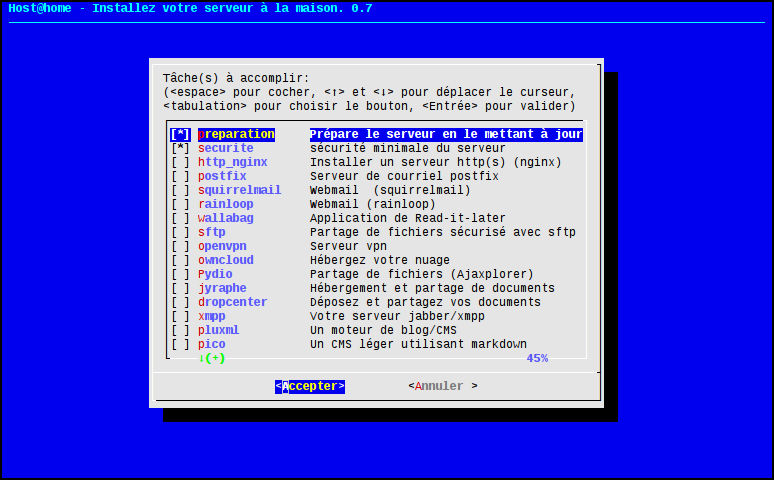 Host@home - Installez votre serveur à la maison. 0.7
Tâche(s) à accomplir:
(<espace> pour cocher, <↑> et <↓> pour déplacer le curseur,
<tabulation> pour choisir le bouton, <Entrée> pour valider)
[*] preparation Prépare le serveur en le mettant à jour
[*] securite sécurité minimale du serveur
[ ] http_nginx Installer un serveur http(s) (nginx)
[ ] postfix Serveur de courriel postfix
[ ] squirrelmail Webmail  (squirrelmail)
[ ] rainloop Webmail (rainloop)
[ ] wallabag Application de Read-it-later
[ ] sftp Partage de fichiers sécurisé avec sftp
[ ] openvpn Serveur vpn
[ ] owncloud Hébergez votre nuage
[ ] Pydio Partage de fichiers (Ajaxplorer)
[ ] jyraphe Hébergement et partage de documents
[ ] dropcenter Déposez et partagez vos documents
[ ] xmpp Votre serveur jabber/xmpp
[ ] pluxml Un moteur de blog/CMS
[ ] pico Un CMS léger utilisant markdown
↓(+) 45%
<Accepter> <Annuler >